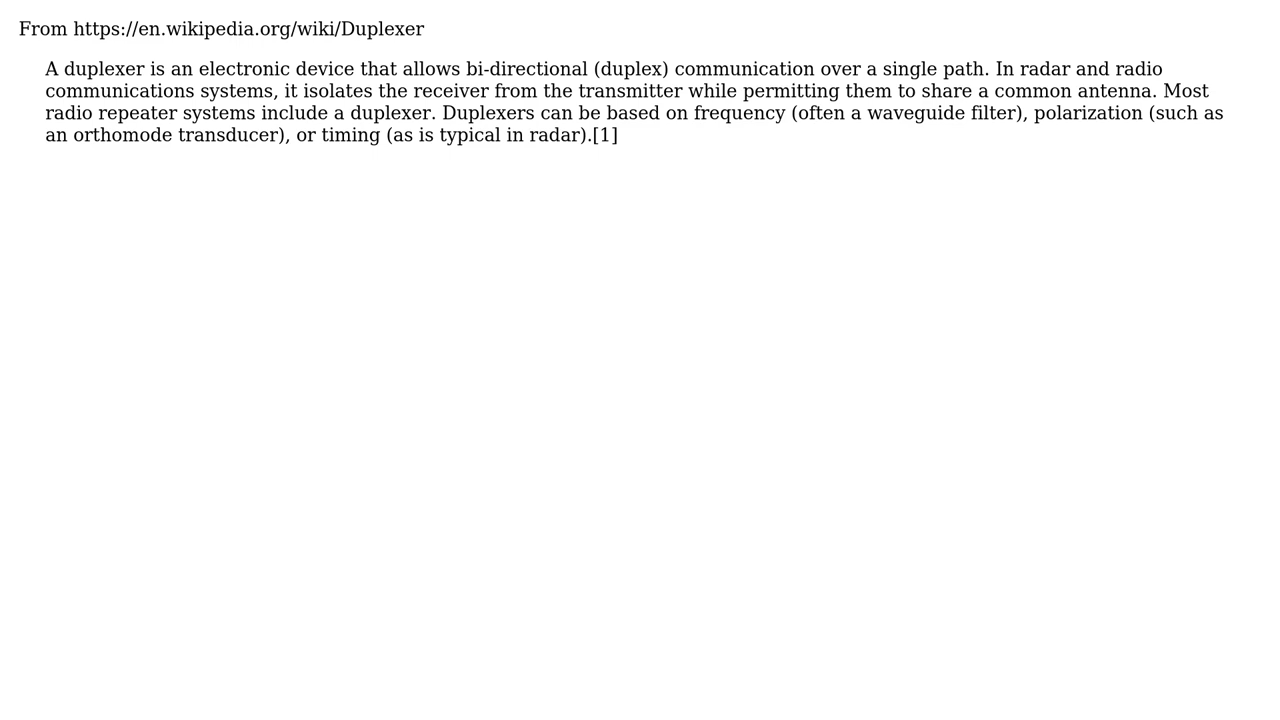 From https://en.wikipedia.org/wiki/Duplexer
A duplexer is an electronic device that allows bi-directional (duplex) communication over a single path. In radar and radio
communications systems, it isolates the receiver from the transmitter while permitting them to share a common antenna. Most
radio repeater systems include a duplexer. Duplexers can be based on frequency (often a waveguide filter), polarization (such as
an orthomode transducer), or timing (as is typical in radar).[1]